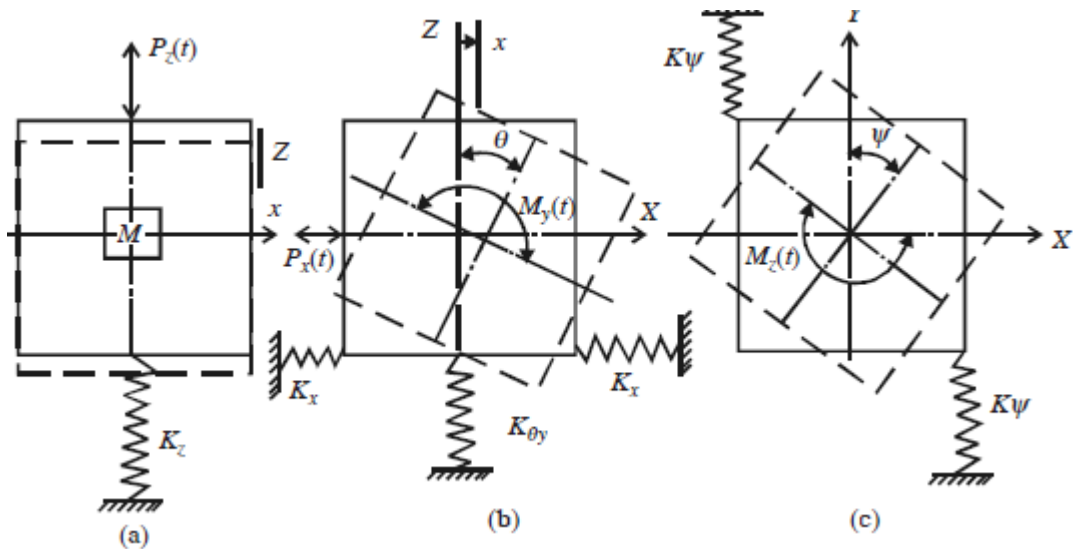 P_z(t)
Z
x
M
K_z
(a)
Z
x
θ
M_y(t)
X
P_x(t)
K_x
K_x
K_θy
(b)
Kψ
ψ
X
M_z(t)
Kψ
(c)